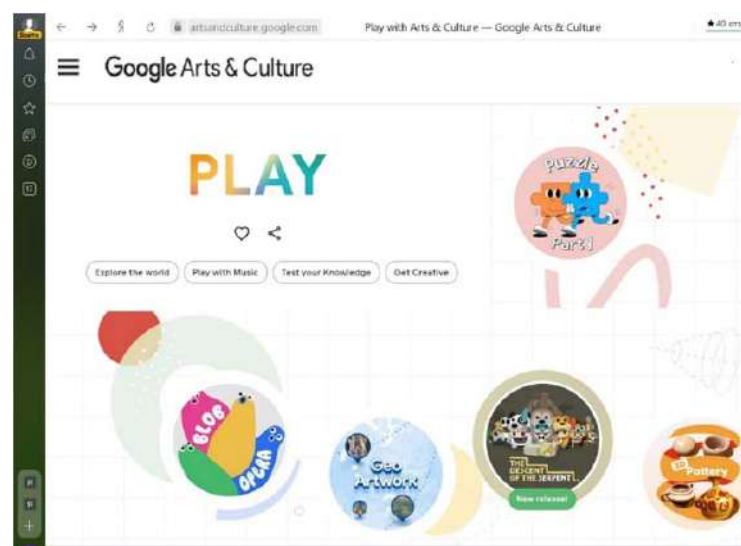 artsandculture.google.com
Play with Arts & Culture — Google Arts & Culture
Google Arts & Culture
PLAY
Puzzle
Party
Explore the world
Play with Music
Test your Knowledge
Get Creative
BLOB
OPERA
Geo
Artwork
THE
DESCENT
OF THE SERPENT
New release!
3D
Pottery